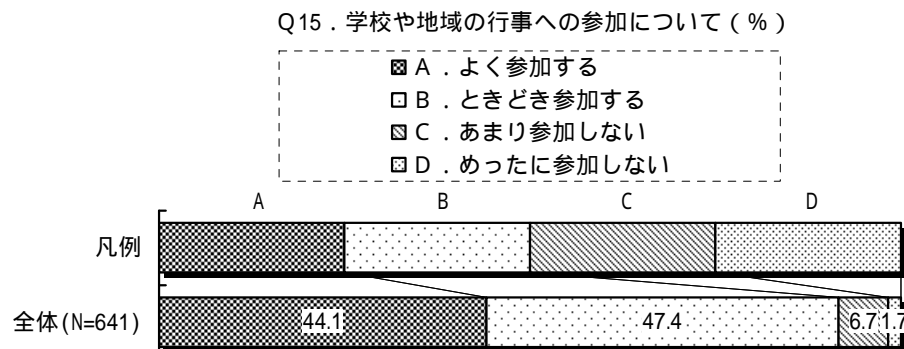 Q15．学校や地域の行事への参加について（％）
A．よく参加する
B．ときどき参加する
C．あまり参加しない
D．めったに参加しない
A B C D
凡例
全体(N=641) 44.1 47.4 6.7 1.7